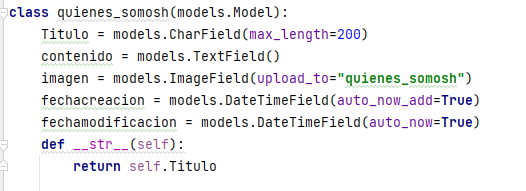 class quienes_somosh(models.Model):
    Titulo = models.CharField(max_length=200)
    contenido = models.TextField()
    imagen = models.ImageField(upload_to="quienes_somosh")
    fechacreacion = models.DateTimeField(auto_now_add=True)
    fechamodificacion = models.DateTimeField(auto_now=True)
    def __str__(self):
        return self.Titulo